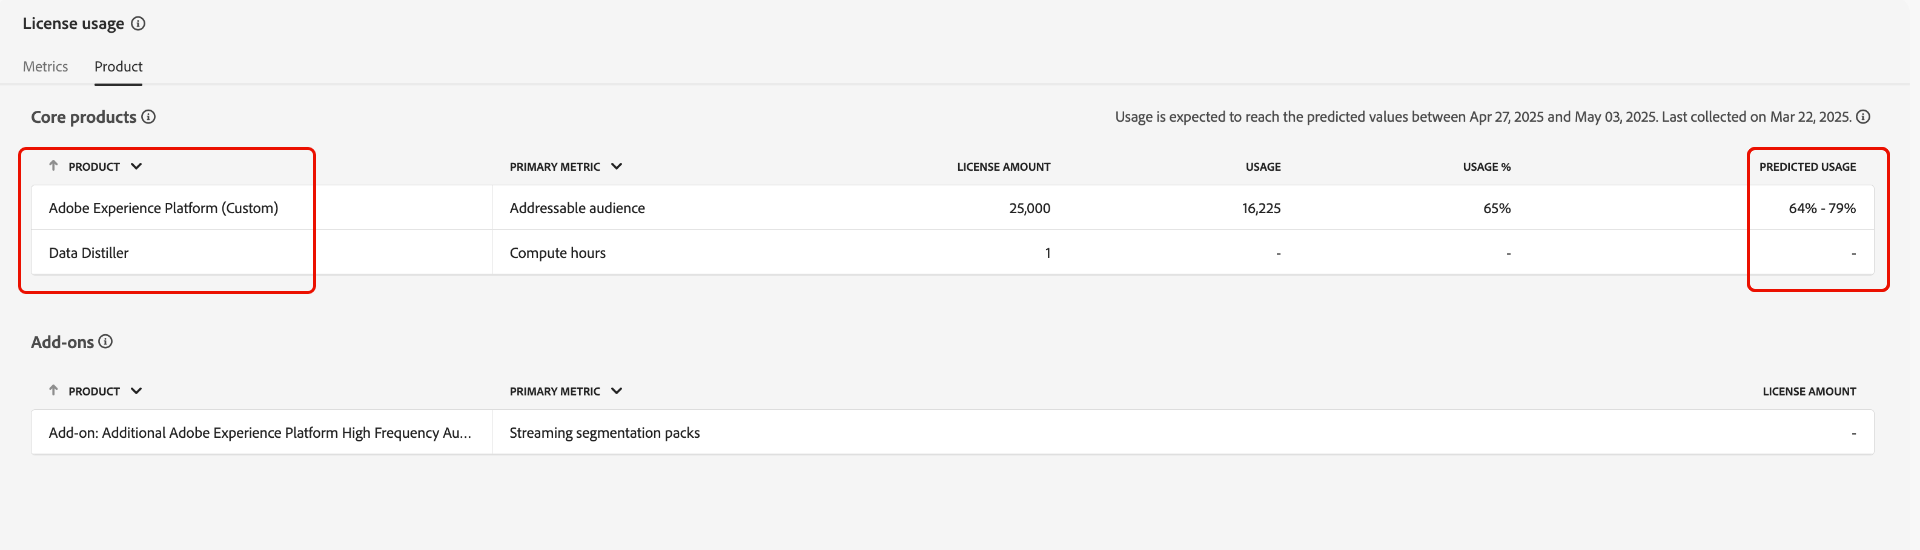 License usage
Metrics Product
Core products Usage is expected to reach the predicted values between Apr 27, 2025 and May 03, 2025. Last collected on Mar 22, 2025.
PRODUCT PRIMARY METRIC LICENSE AMOUNT USAGE USAGE % PREDICTED USAGE
Adobe Experience Platform (Custom) Addressable audience 25,000 16,225 65% 64% - 79%
Data Distiller Compute hours 1 - - -
Add-ons
PRODUCT PRIMARY METRIC LICENSE AMOUNT
Add-on: Additional Adobe Experience Platform High Frequency Au... Streaming segmentation packs -